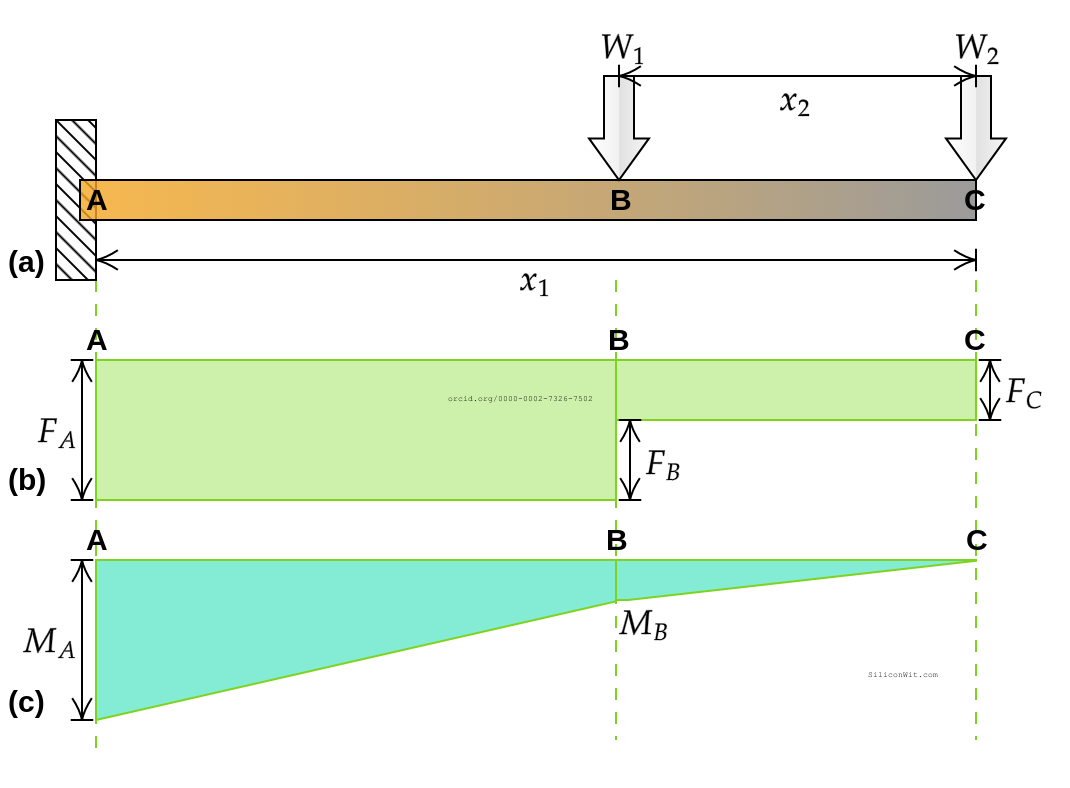 W1
W2
x2
A
B
C
(a)
x1
A
B
C
orcid.org/0000-0002-7326-7502
FC
FA
FB
(b)
A
B
C
MA
MB
SiliconWit.com
(c)